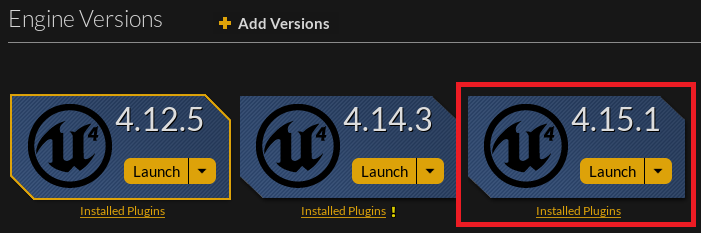 Engine Versions
+ Add Versions
4.12.5
Launch
Installed Plugins
4.14.3
Launch
Installed Plugins !
4.15.1
Launch
Installed Plugins